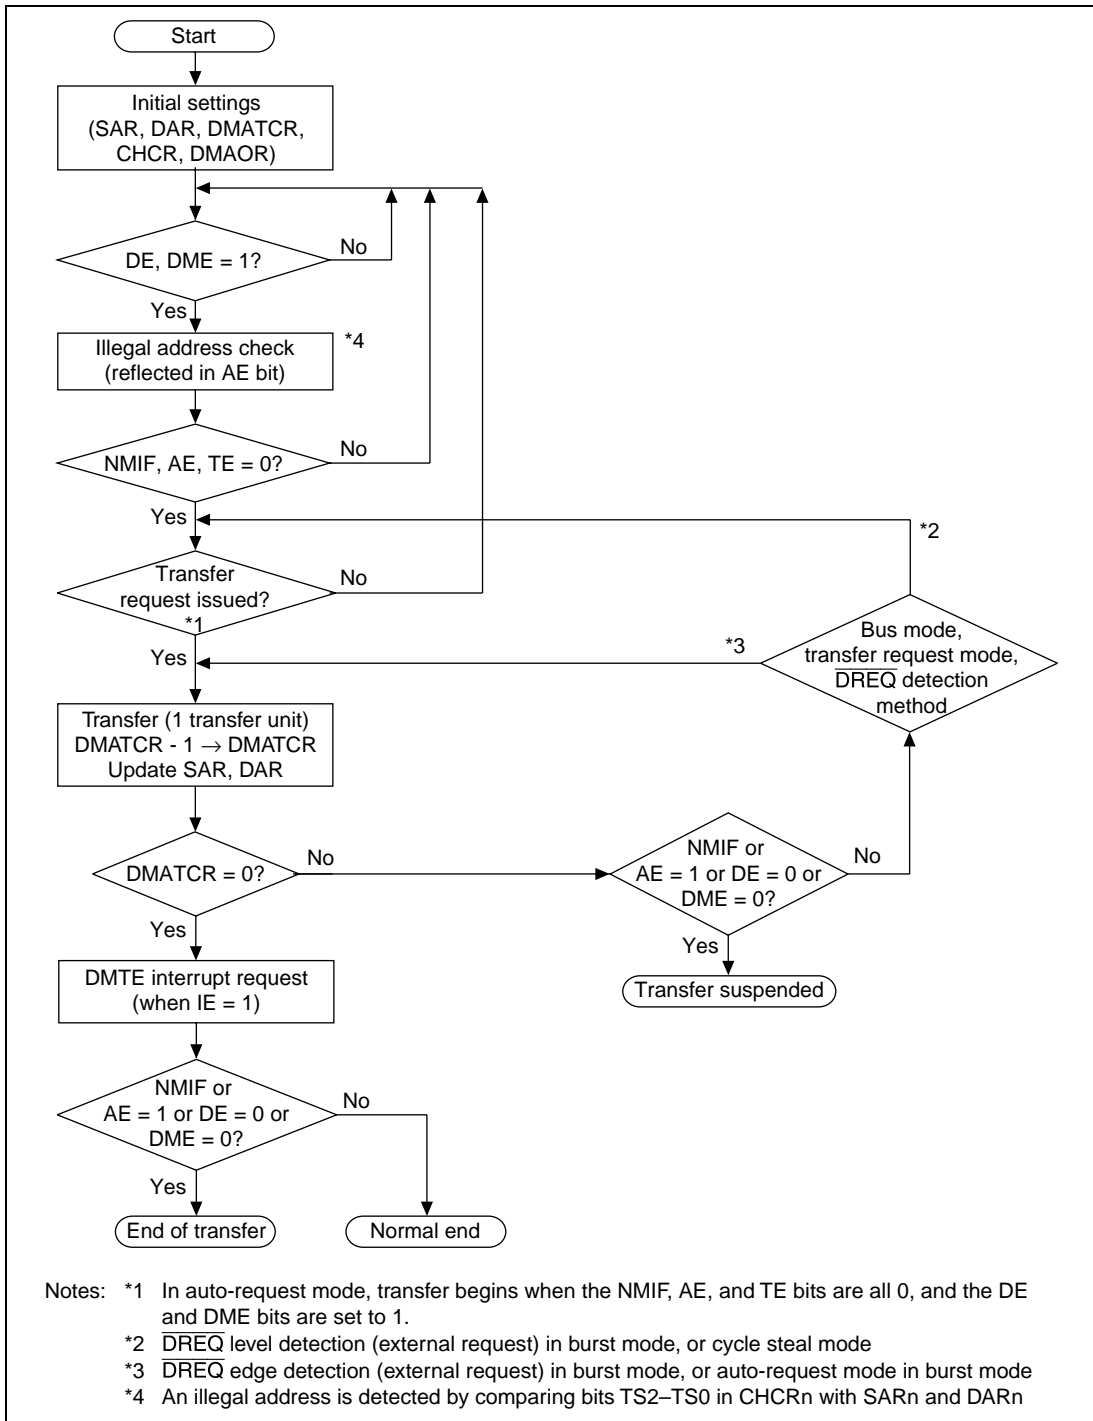 Start
Initial settings
(SAR, DAR, DMATCR,
CHCR, DMAOR)
DE, DME = 1?
No
Yes
Illegal address check
(reflected in AE bit)
*4
NMIF, AE, TE = 0?
No
Yes
*2
Transfer
request issued?
*1
No
Yes
*3
Bus mode,
transfer request mode,
DREQ detection
method
Transfer (1 transfer unit)
DMATCR - 1 → DMATCR
Update SAR, DAR
DMATCR = 0?
No
NMIF or
AE = 1 or DE = 0 or
DME = 0?
No
Yes
Yes
Transfer suspended
DMTE interrupt request
(when IE = 1)
NMIF or
AE = 1 or DE = 0 or
DME = 0?
No
Yes
End of transfer
Normal end
Notes: *1 In auto-request mode, transfer begins when the NMIF, AE, and TE bits are all 0, and the DE
and DME bits are set to 1.
*2 DREQ level detection (external request) in burst mode, or cycle steal mode
*3 DREQ edge detection (external request) in burst mode, or auto-request mode in burst mode
*4 An illegal address is detected by comparing bits TS2–TS0 in CHCRn with SARn and DARn